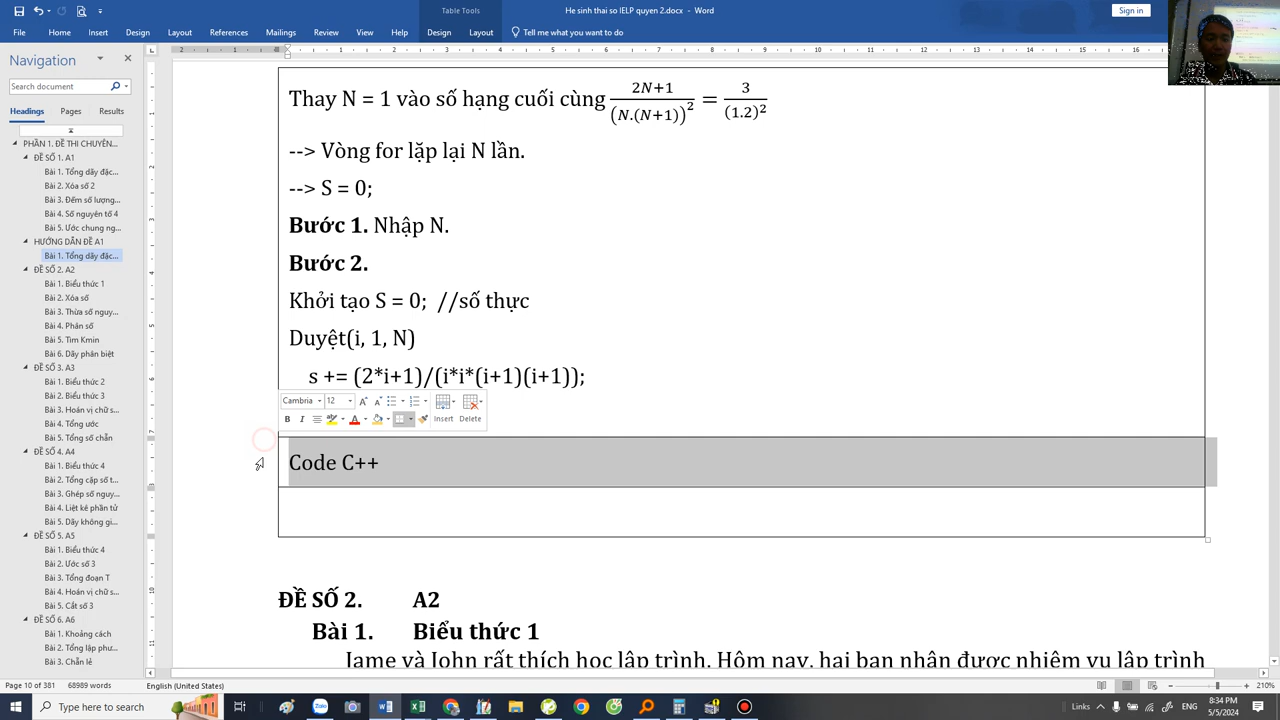 Table Tools
He sinh thai so IELP quyen 2.docx - Word
Sign in
File Home Insert Design Layout References Mailings Review View Help Design Layout Tell me what you want to do
Navigation
Search document
Headings Pages Results
PHẦN 1. ĐỀ THI CHUYÊN...
ĐỀ SỐ 1. A1
Bài 1. Tổng dãy đặc...
Bài 2. Xóa số 2
Bài 3. Đếm số lượng...
Bài 4. Số nguyên tố 4
Bài 5. Ước chung ng...
HƯỚNG DẪN ĐỀ A1
Bài 1. Tổng dãy đặc...
ĐỀ SỐ 2. A2
Bài 1. Biểu thức 1
Bài 2. Xóa số
Bài 3. Thừa số nguy...
Bài 4. Phân số
Bài 5. Tìm Kmin
Bài 6. Dãy phân biệt
ĐỀ SỐ 3. A3
Bài 1. Biểu thức 2
Bài 2. Biểu thức 3
Bài 3. Hoán vị chữ s...
Bài 4. Tổng ước
Bài 5. Tổng số chẵn
ĐỀ SỐ 4. A4
Bài 1. Biểu thức 4
Bài 2. Tổng cặp số t...
Bài 3. Ghép số nguy...
Bài 4. Liệt kê phần tử
Bài 5. Dãy không gi...
ĐỀ SỐ 5. A5
Bài 1. Biểu thức 4
Bài 2. Ước số 3
Bài 3. Tổng đoạn T
Bài 4. Hoán vị chữ s...
Bài 5. Cắt số 3
ĐỀ SỐ 6. A6
Bài 1. Khoảng cách
Bài 2. Tổng lập phư...
Bài 3. Chẵn lẻ
Thay N = 1 vào số hạng cuối cùng (2N+1)/(N.(N+1))^2 = 3/(1.2)^2
--> Vòng for lặp lại N lần.
--> S = 0;
Bước 1. Nhập N.
Bước 2.
Khởi tạo S = 0; //số thực
Duyệt(i, 1, N)
s += (2*i+1)/(i*i*(i+1)(i+1));
Cambria 12
Insert Delete
Code C++
ĐỀ SỐ 2. A2
Bài 1. Biểu thức 1
Jame và John rất thích học lập trình. Hôm nay, hai bạn nhận được nhiệm vụ lập trình
Page 10 of 381 68989 words English (United States) 210%
Type here to search
8:34 PM
5/5/2024